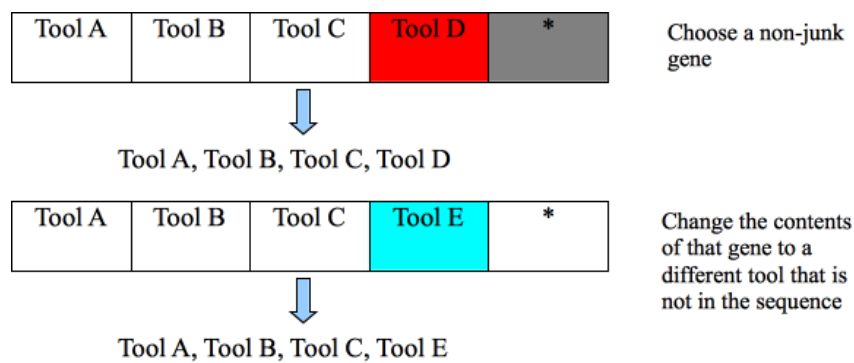 Tool A Tool B Tool C Tool D *
Choose a non-junk
gene
Tool A, Tool B, Tool C, Tool D
Tool A Tool B Tool C Tool E *
Change the contents
of that gene to a
different tool that is
not in the sequence
Tool A, Tool B, Tool C, Tool E